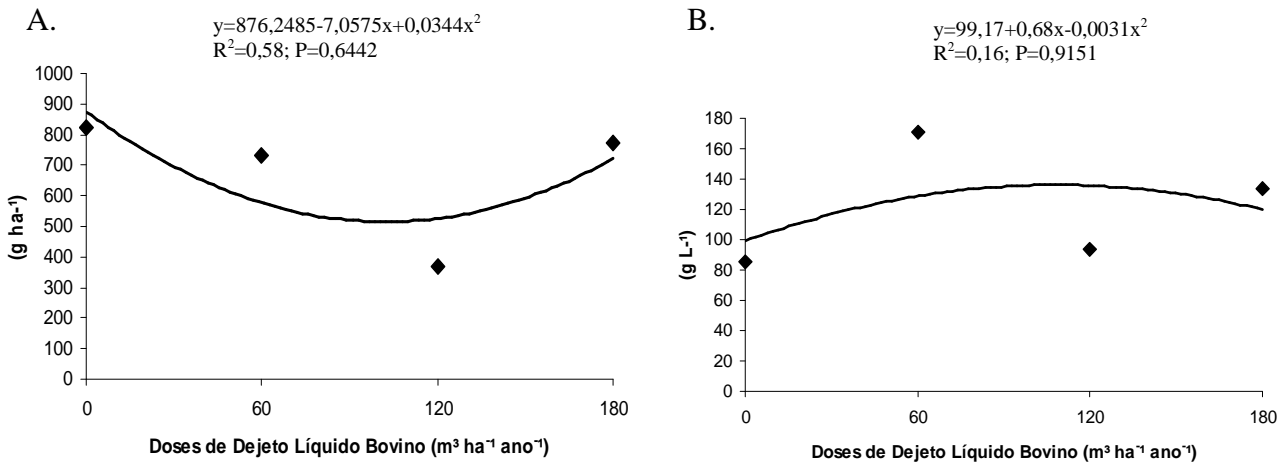 A.
y=876,2485-7,0575x+0,0344x²
R²=0,58; P=0,6442
1000
900
800
700
600
500
400
300
200
100
0
(g ha-¹)
0 60 120 180
Doses de Dejeto Líquido Bovino (m³ ha⁻¹ ano⁻¹)
B.
y=99,17+0,68x-0,0031x²
R²=0,16; P=0,9151
180
160
140
120
100
80
60
40
20
0
(g L-¹)
0 60 120 180
Doses de Dejeto Líquido Bovino (m³ ha⁻¹ ano⁻¹)